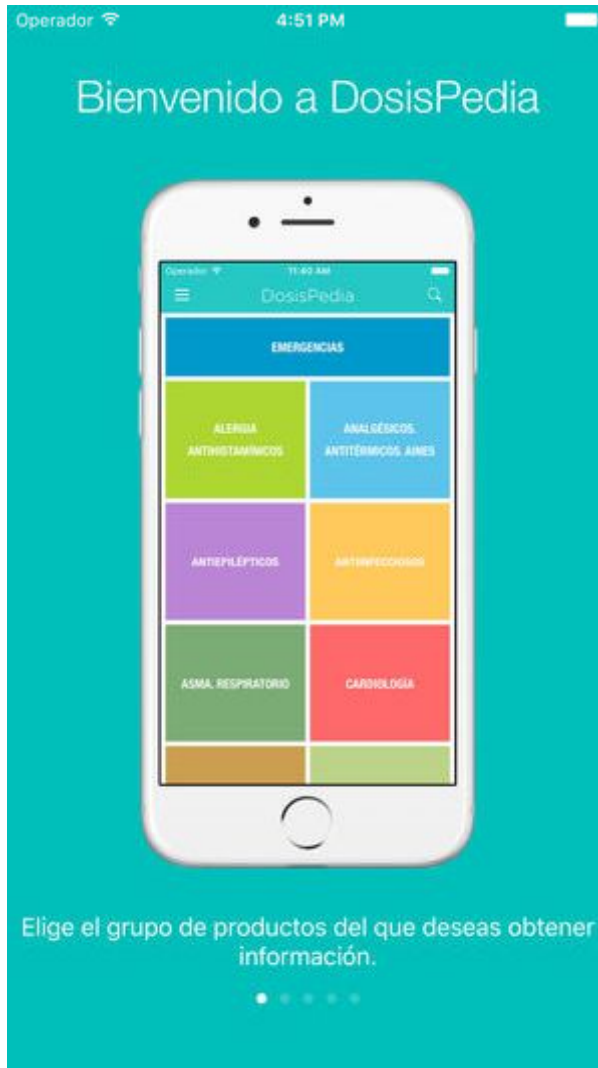 Operador
4:51 PM
Bienvenido a DosisPedia
Operador
11:40 AM
DosisPedia
EMERGENCIAS
ALERGIA
ANTIHISTAMÍNICOS
ANALGÉSICOS.
ANTITÉRMICOS. AINES
ANTIEPILÉPTICOS
ANTIINFECCIOSOS
ASMA. RESPIRATORIO
CARDIOLOGÍA
Elige el grupo de productos del que deseas obtener
información.